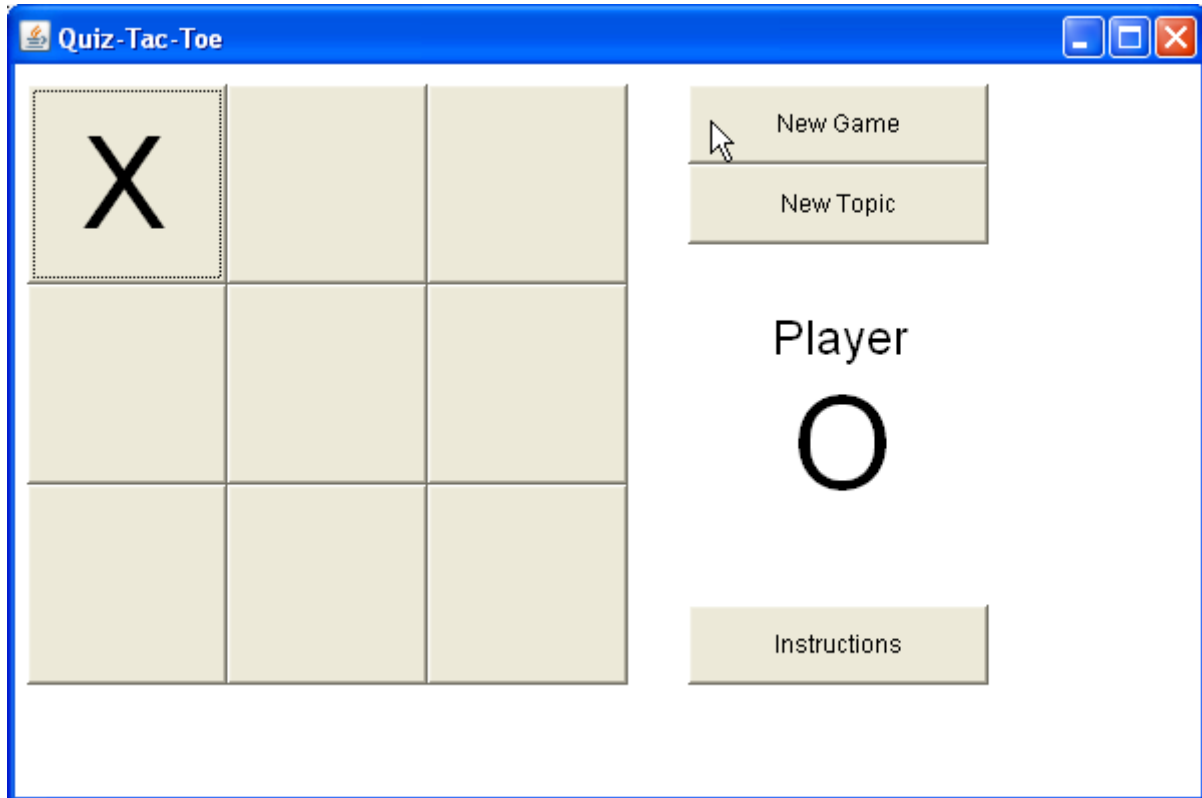 Quiz-Tac-Toe
X
New Game
New Topic
Player
O
Instructions